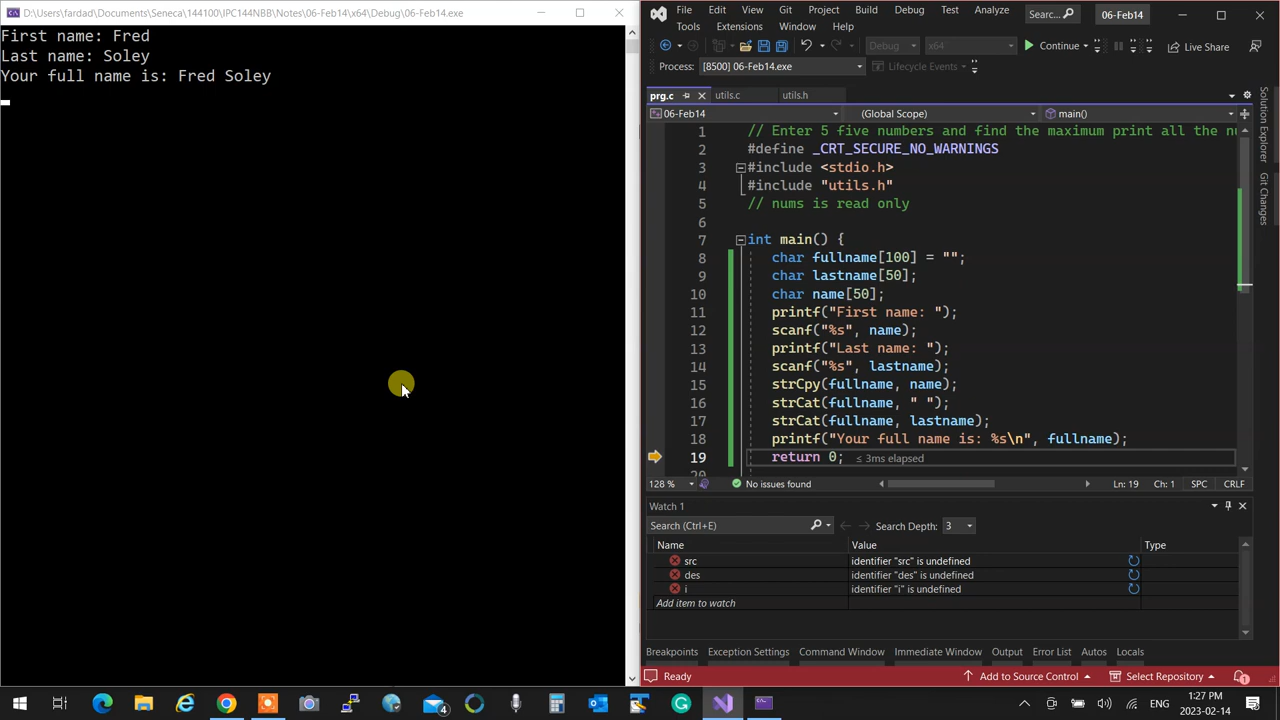 D:\Users\fardad\Documents\Seneca\144100\IPC144NBB\Notes\06-Feb14\x64\Debug\06-Feb14.exe
First name: Fred
Last name: Soley
Your full name is: Fred Soley
File Edit View Git Project Build Debug Test Analyze Tools
Extensions Window Help
Searc...
06-Feb14
Debug x64 Continue Live Share
Process: [8500] 06-Feb14.exe Lifecycle Events
prg.c utils.c utils.h
06-Feb14 (Global Scope) main()
1 // Enter 5 five numbers and find the maximum print all the nu
2 #define _CRT_SECURE_NO_WARNINGS
3 #include <stdio.h>
4 #include "utils.h"
5 // nums is read only
6
7 int main() {
8 char fullname[100] = "";
9 char lastname[50];
10 char name[50];
11 printf("First name: ");
12 scanf("%s", name);
13 printf("Last name: ");
14 scanf("%s", lastname);
15 strCpy(fullname, name);
16 strCat(fullname, " ");
17 strCat(fullname, lastname);
18 printf("Your full name is: %s\n", fullname);
19 return 0; ≤ 3ms elapsed
20
128 % No issues found Ln: 19 Ch: 1 SPC CRLF
Solution Explorer
Git Changes
Watch 1
Search (Ctrl+E) Search Depth: 3
Name Value Type
src identifier "src" is undefined
des identifier "des" is undefined
i identifier "i" is undefined
Add item to watch
Breakpoints Exception Settings Command Window Immediate Window Output Error List Autos Locals
Ready Add to Source Control Select Repository 1
4 ENG 1:27 PM
2023-02-14